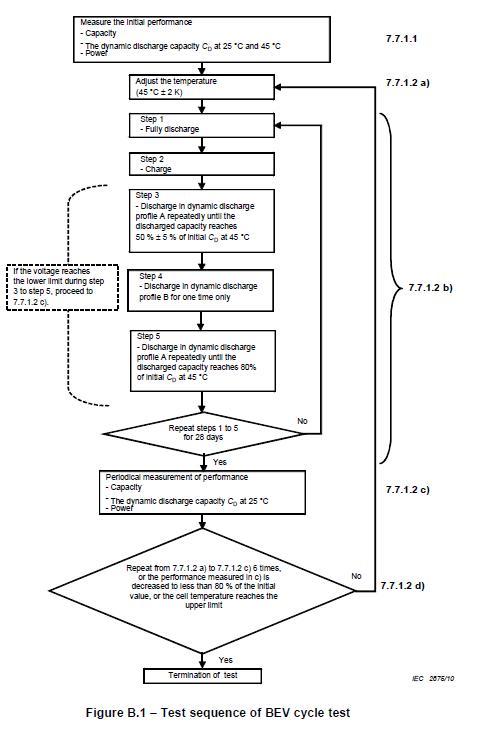 Measure the initial performance
- Capacity
- The dynamic discharge capacity CD at 25 °C and 45 °C
- Power
7.7.1.1
Adjust the temperature
(45 °C ± 2 K)
7.7.1.2 a)
Step 1
- Fully discharge
Step 2
- Charge
Step 3
- Discharge in dynamic discharge
profile A repeatedly until the
discharged capacity reaches
50 % ± 5 % of initial CD at 45 °C
If the voltage reaches
the lower limit during step
3 to step 5, proceed to
7.7.1.2 c).
Step 4
- Discharge in dynamic discharge
profile B for one time only
7.7.1.2 b)
Step 5
- Discharge in dynamic discharge
profile A repeatedly until the
discharged capacity reaches 80%
of initial CD at 45 °C
Repeat steps 1 to 5
for 28 days
No
Yes
Periodical measurement of performance
- Capacity
- The dynamic discharge capacity CD at 25 °C
- Power
7.7.1.2 c)
Repeat from 7.7.1.2 a) to 7.7.1.2 c) 6 times,
or the performance measured in c) is
decreased to less than 80 % of the initial
value, or the cell temperature reaches the
upper limit
No
7.7.1.2 d)
Yes
Termination of test
IEC 2675/10
Figure B.1 – Test sequence of BEV cycle test